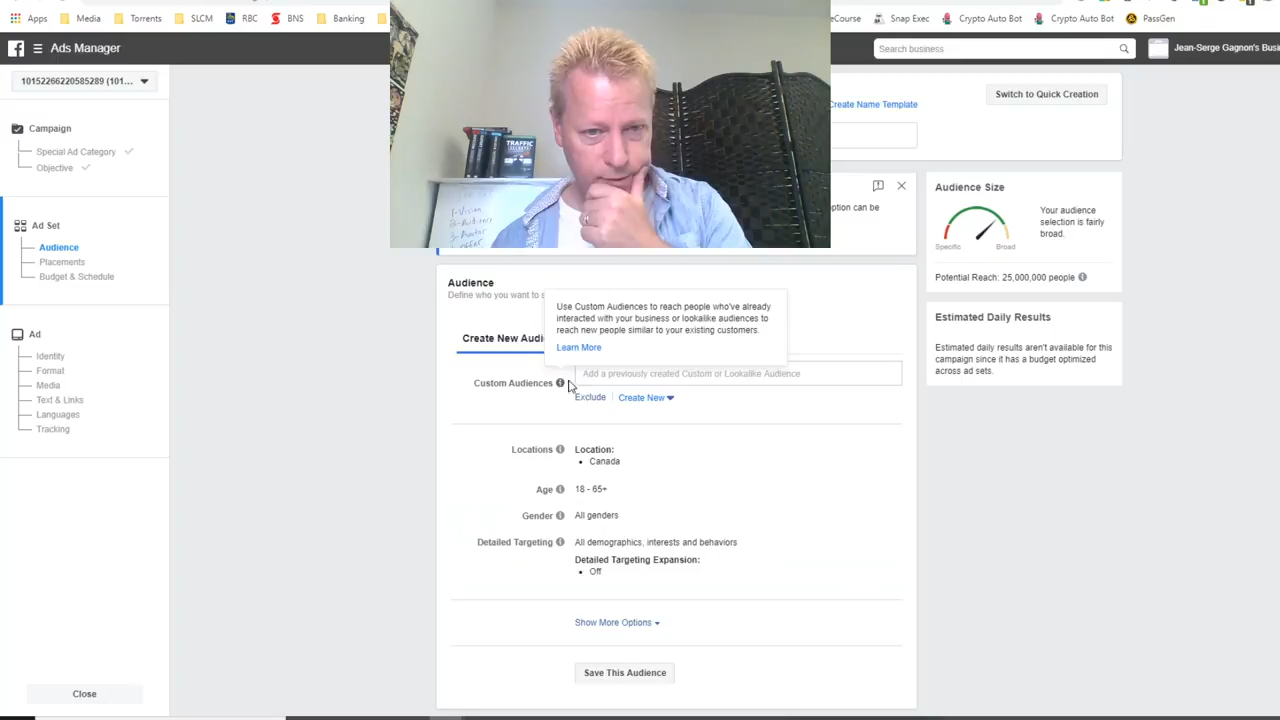 Apps Media Torrents SLCM RBC BNS Banking eCourse Snap Exec Crypto Auto Bot Crypto Auto Bot PassGen
Ads Manager
Search business
Jean-Serge Gagnon's Busi
10152266220585289 (101...
Campaign
Special Ad Category
Objective
Ad Set
Audience
Placements
Budget & Schedule
Ad
Identity
Format
Media
Text & Links
Languages
Tracking
Close
TRAFFIC
Create Name Template
Switch to Quick Creation
ption can be
Audience
Define who you want to s
Create New Audi
Use Custom Audiences to reach people who've already
interacted with your business or lookalike audiences to
reach new people similar to your existing customers.
Learn More
Custom Audiences
Add a previously created Custom or Lookalike Audience
Exclude Create New
Locations Location:
• Canada
Age 18 - 65+
Gender All genders
Detailed Targeting All demographics, interests and behaviors
Detailed Targeting Expansion:
• Off
Show More Options
Save This Audience
Audience Size
Specific Broad
Your audience
selection is fairly
broad.
Potential Reach: 25,000,000 people
Estimated Daily Results
Estimated daily results aren't available for this
campaign since it has a budget optimized
across ad sets.